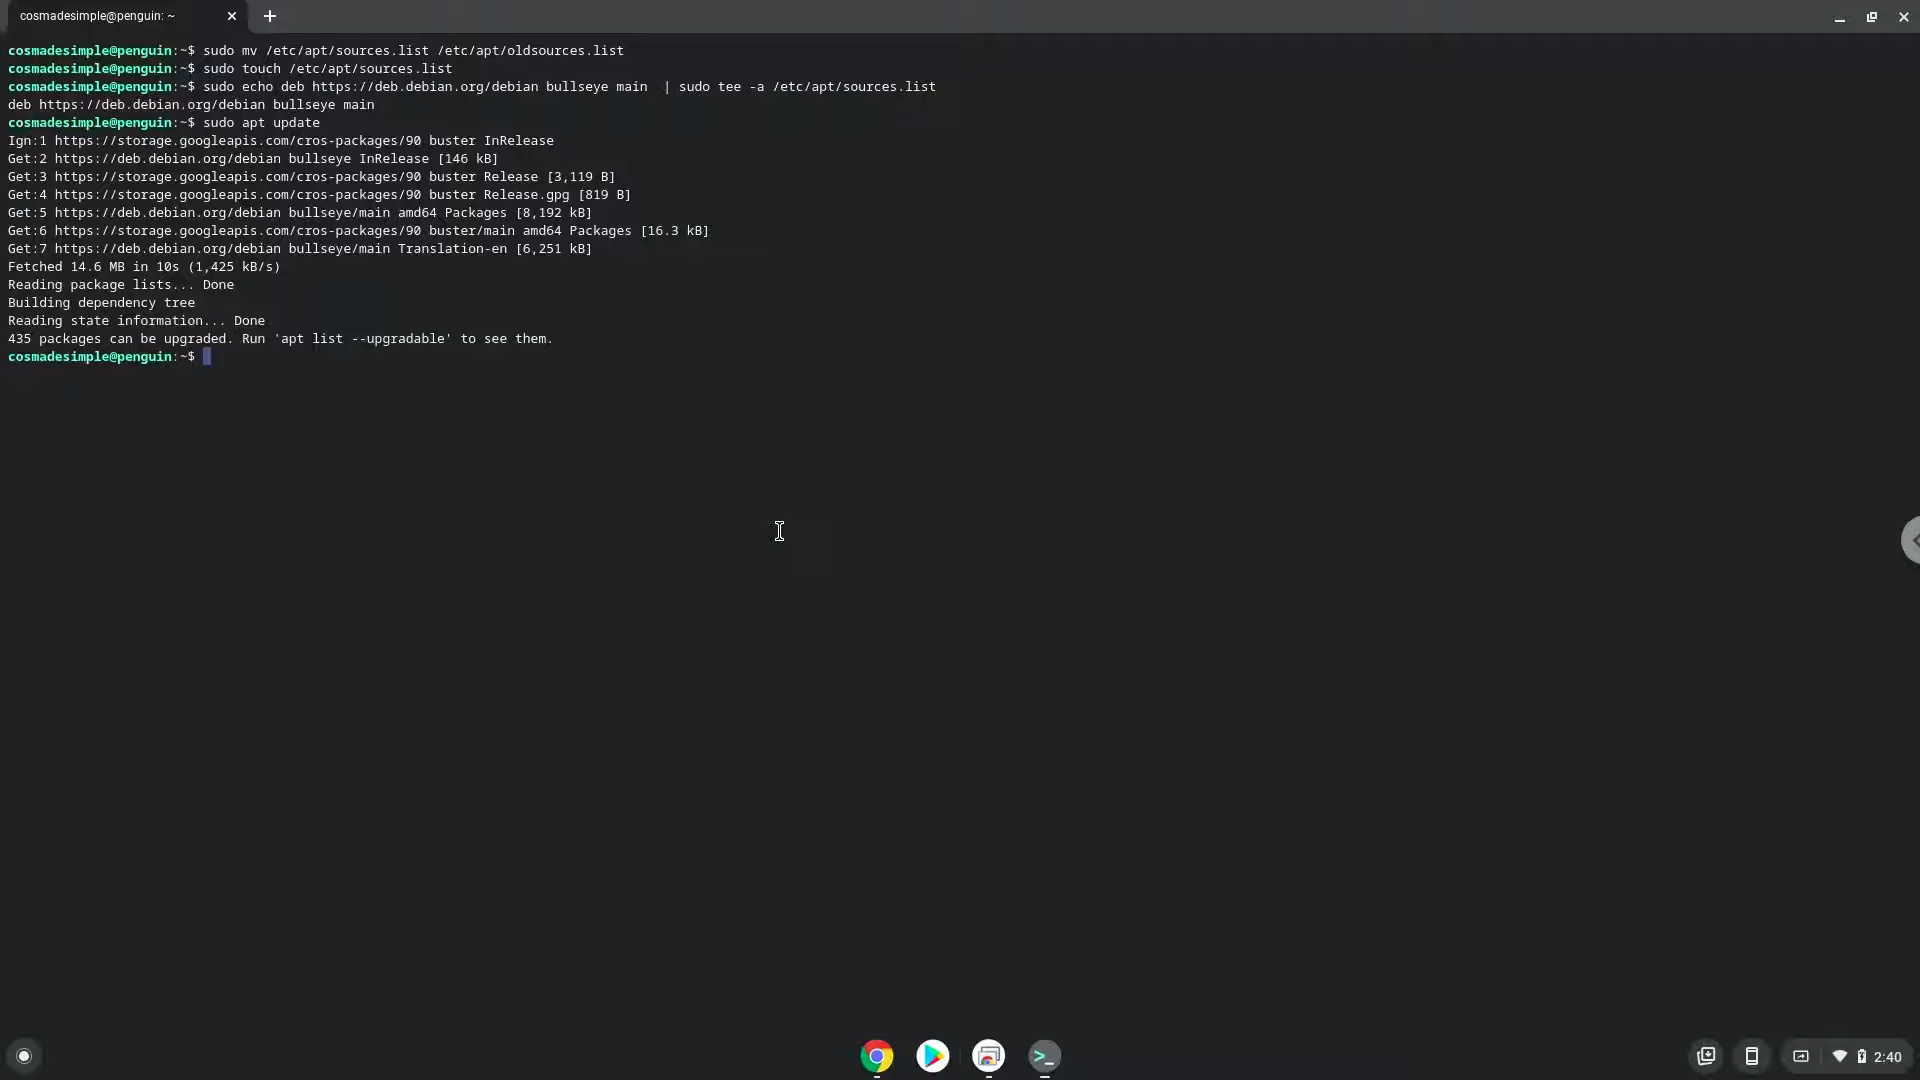 cosmadesimple@penguin: ~
cosmadesimple@penguin:~$ sudo mv /etc/apt/sources.list /etc/apt/oldsources.list
cosmadesimple@penguin:~$ sudo touch /etc/apt/sources.list
cosmadesimple@penguin:~$ sudo echo deb https://deb.debian.org/debian bullseye main  | sudo tee -a /etc/apt/sources.list
deb https://deb.debian.org/debian bullseye main
cosmadesimple@penguin:~$ sudo apt update
Ign:1 https://storage.googleapis.com/cros-packages/90 buster InRelease
Get:2 https://deb.debian.org/debian bullseye InRelease [146 kB]
Get:3 https://storage.googleapis.com/cros-packages/90 buster Release [3,119 B]
Get:4 https://storage.googleapis.com/cros-packages/90 buster Release.gpg [819 B]
Get:5 https://deb.debian.org/debian bullseye/main amd64 Packages [8,192 kB]
Get:6 https://storage.googleapis.com/cros-packages/90 buster/main amd64 Packages [16.3 kB]
Get:7 https://deb.debian.org/debian bullseye/main Translation-en [6,251 kB]
Fetched 14.6 MB in 10s (1,425 kB/s)
Reading package lists... Done
Building dependency tree
Reading state information... Done
435 packages can be upgraded. Run 'apt list --upgradable' to see them.
cosmadesimple@penguin:~$
2:40